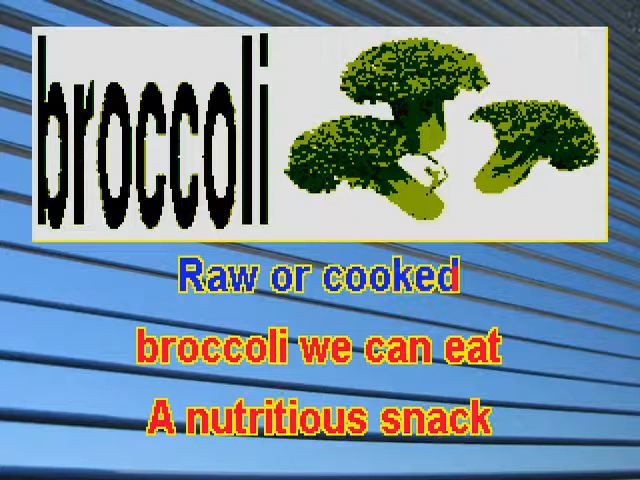 broccoli
Raw or cooked
broccoli we can eat
A nutritious snack